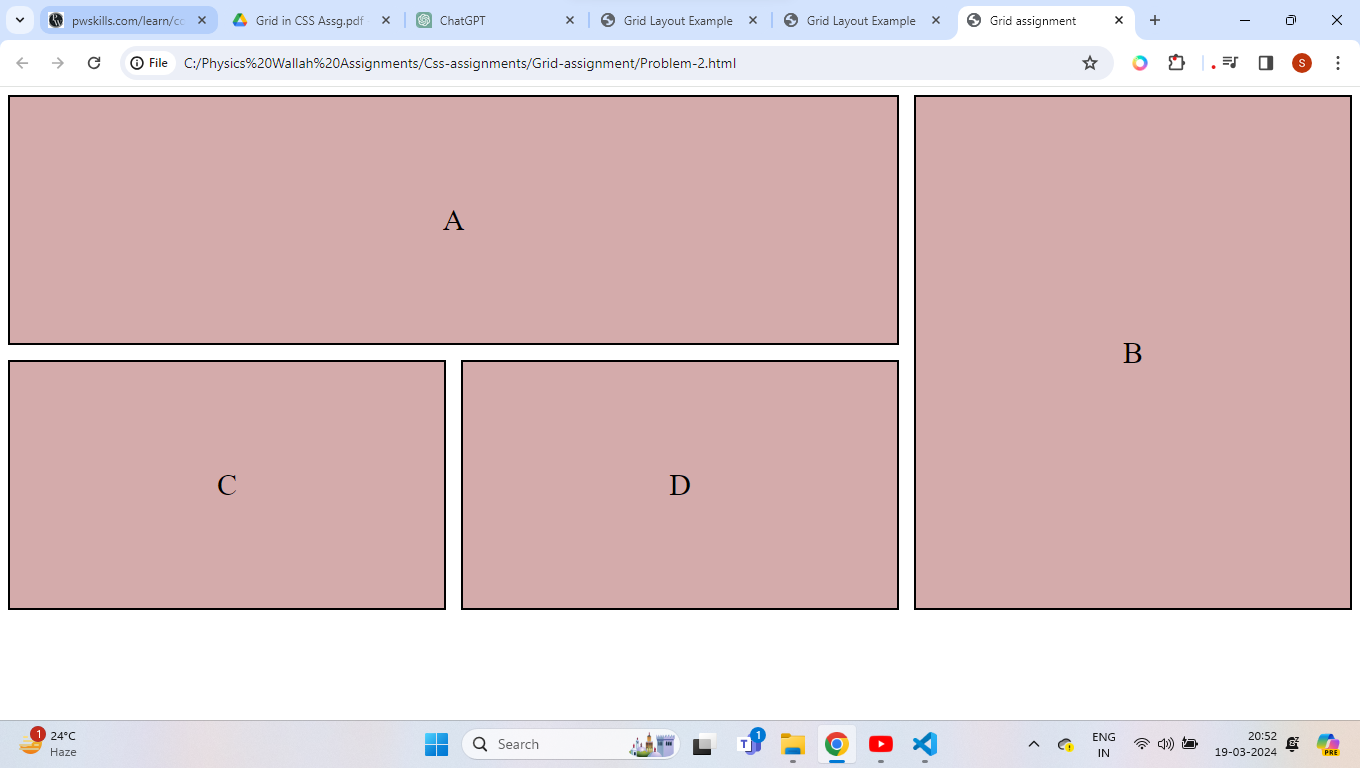 pwskills.com/learn/co
Grid in CSS Assg.pdf
ChatGPT
Grid Layout Example
Grid Layout Example
Grid assignment
File
C:/Physics%20Wallah%20Assignments/Css-assignments/Grid-assignment/Problem-2.html
S
A
B
C
D
1
24°C
Haze
Search
T
1
ENG
IN
20:52
19-03-2024
PRE